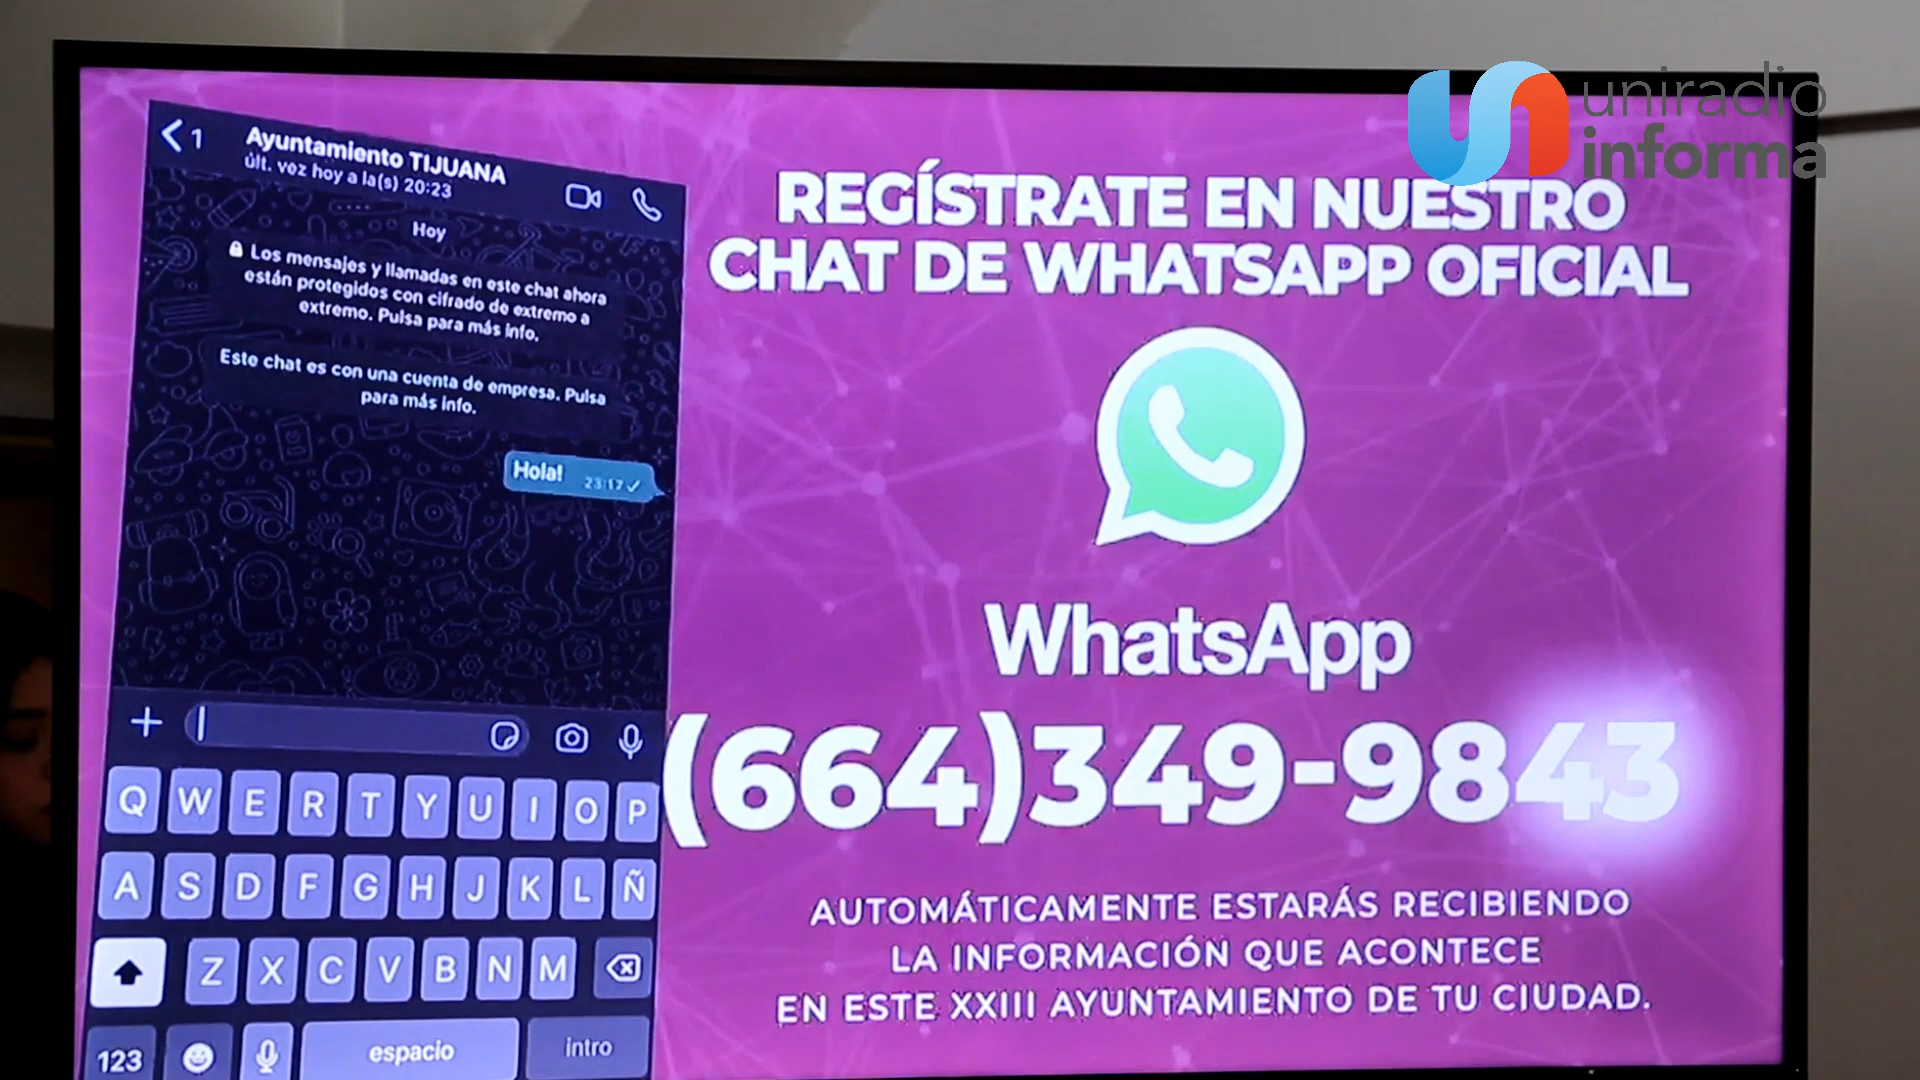 uniradio
informa
1
Ayuntamiento TIJUANA
últ. vez hoy a la(s) 20:23
Hoy
Los mensajes y llamadas en este chat ahora
están protegidos con cifrado de extremo a
extremo. Pulsa para más info.
Este chat es con una cuenta de empresa. Pulsa
para más info.
Hola! 23:17
Q W E R T Y U I O P
A S D F G H J K L Ñ
Z X C V B N M
123 espacio intro
REGÍSTRATE EN NUESTRO
CHAT DE WHATSAPP OFICIAL
WhatsApp
(664)349-9843
AUTOMÁTICAMENTE ESTARÁS RECIBIENDO
LA INFORMACIÓN QUE ACONTECE
EN ESTE XXIII AYUNTAMIENTO DE TU CIUDAD.